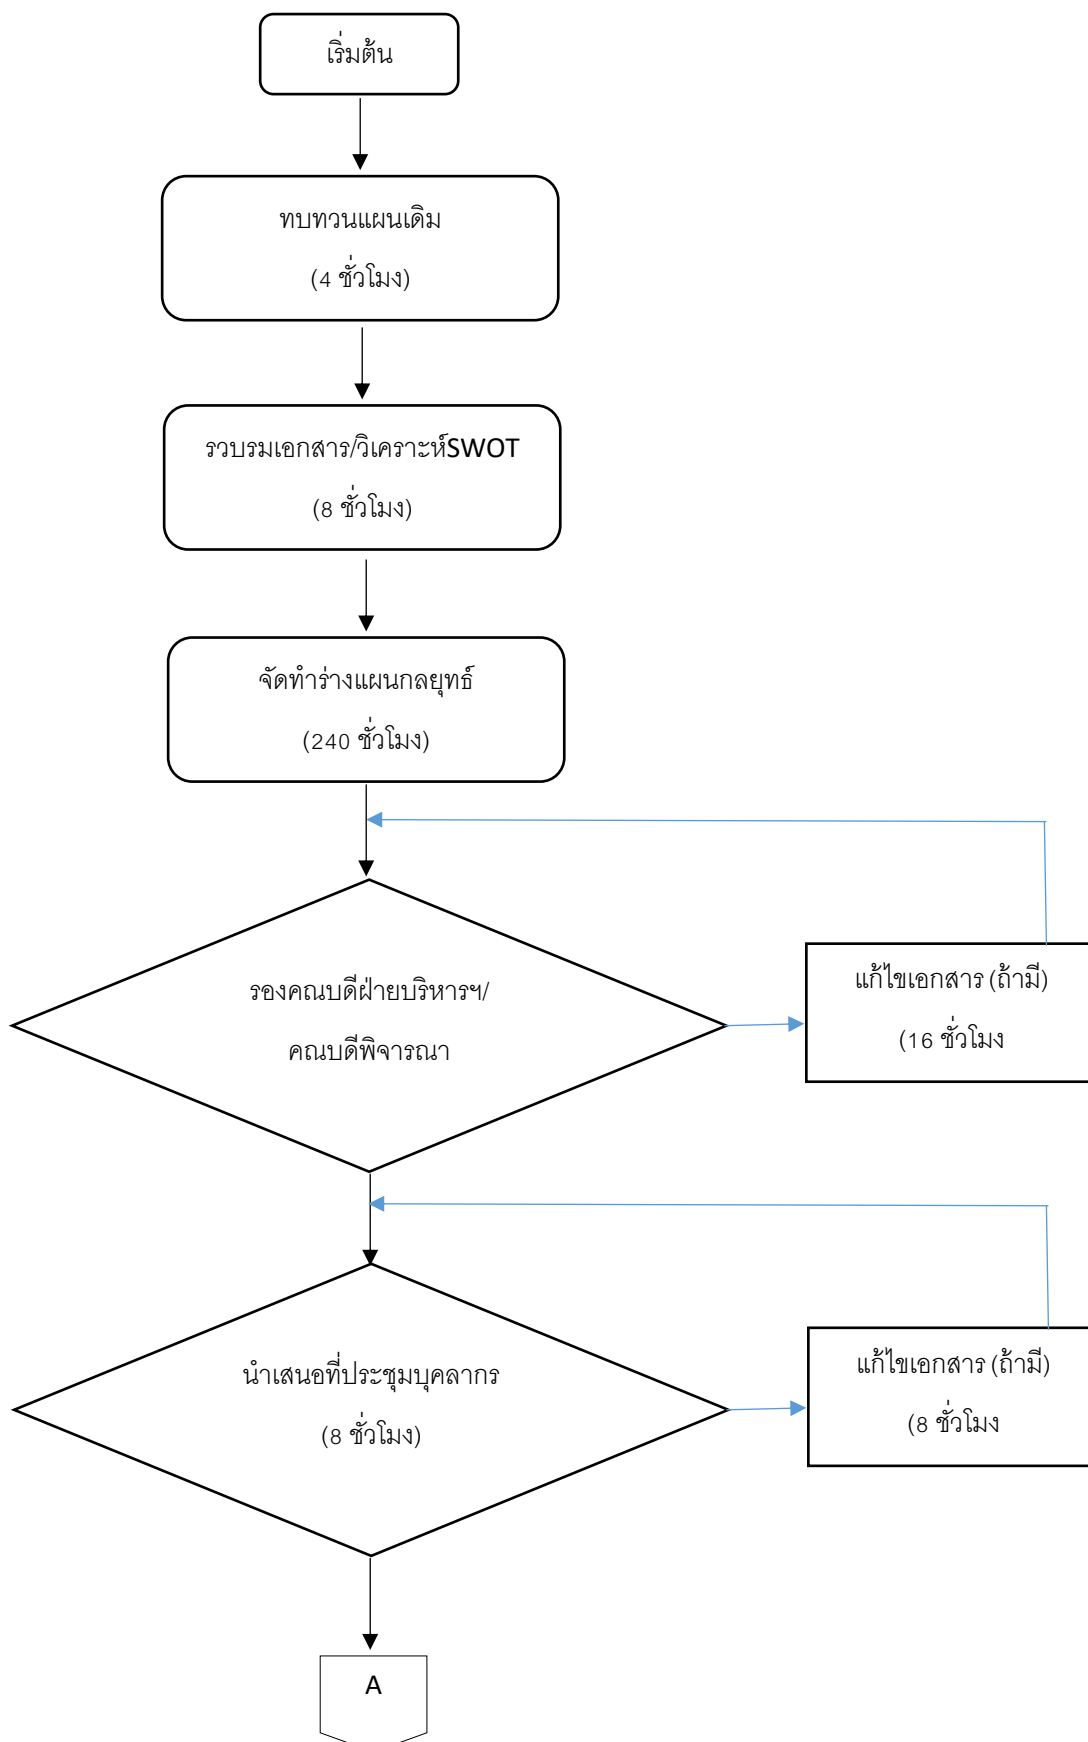 เริ่มต้น
ทบทวนแผนเดิม
(4 ชั่วโมง)
รวบรมเอกสาร/วิเคราะห์SWOT
(8 ชั่วโมง)
จัดทำร่างแผนกลยุทธ์
(240 ชั่วโมง)
รองคณบดีฝ่ายบริหารฯ/
คณบดีพิจารณา
แก้ไขเอกสาร (ถ้ามี)
(16 ชั่วโมง
นำเสนอที่ประชุมบุคลากร
(8 ชั่วโมง)
แก้ไขเอกสาร (ถ้ามี)
(8 ชั่วโมง
A